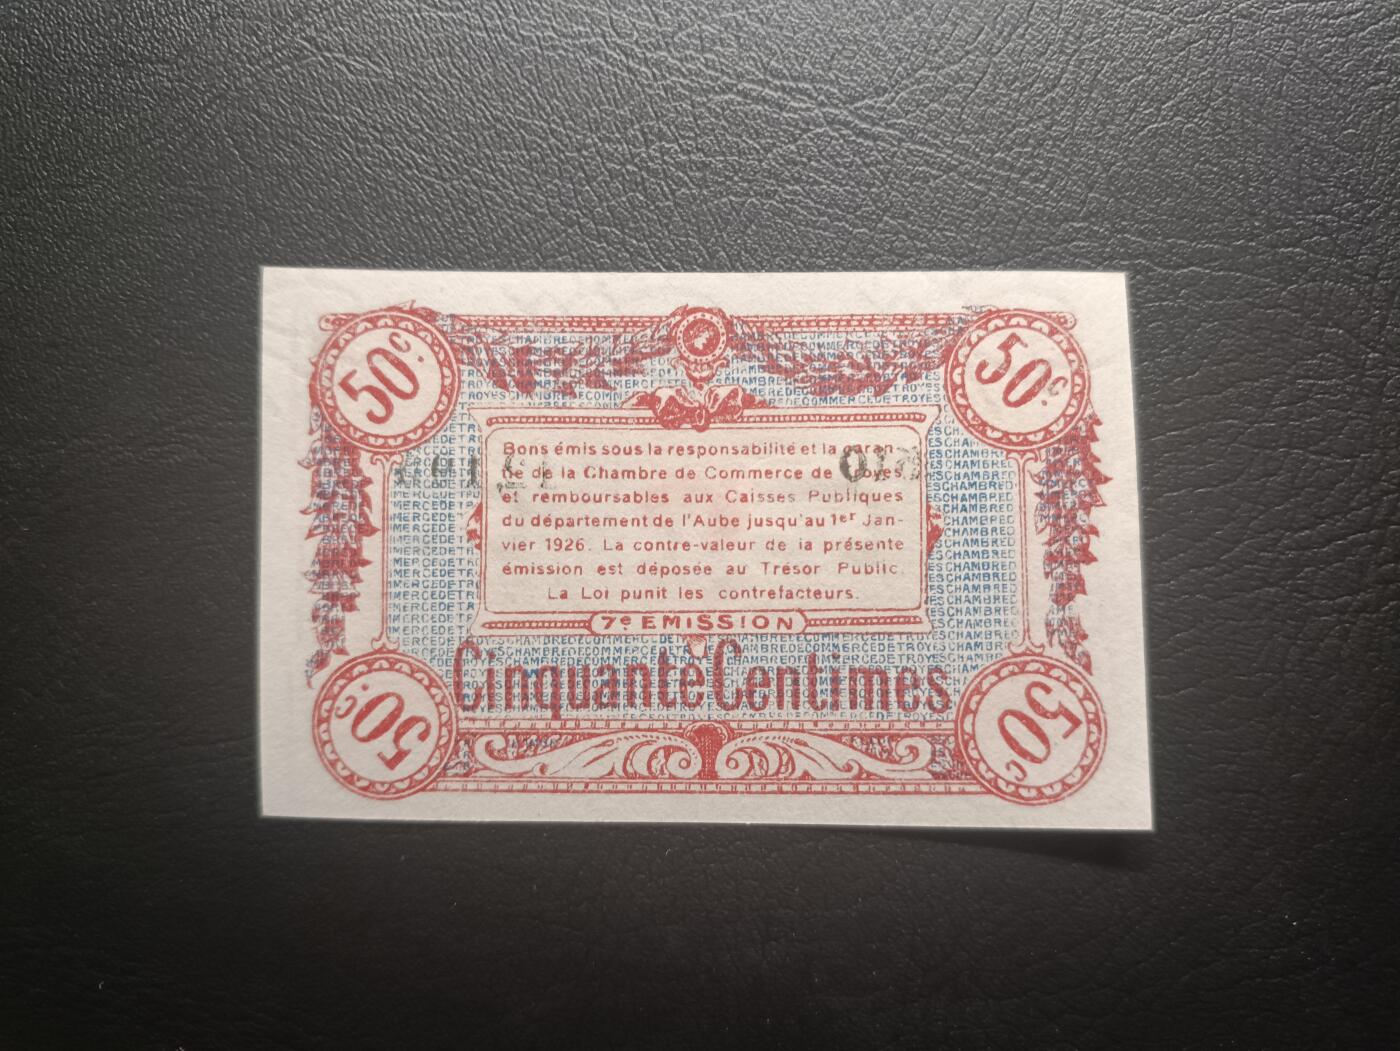 50c.
50c.
Bons émis sous la responsabilité et la garan-
tie de la Chambre de Commerce de Troyes
et remboursables aux Caisses Publiques
du département de l'Aube jusqu'au 1er Jan-
vier 1926. La contre-valeur de la présente
émission est déposée au Trésor Public.
La Loi punit les contrefacteurs.
7e EMISSION
Cinquante Centimes
50c.
50c